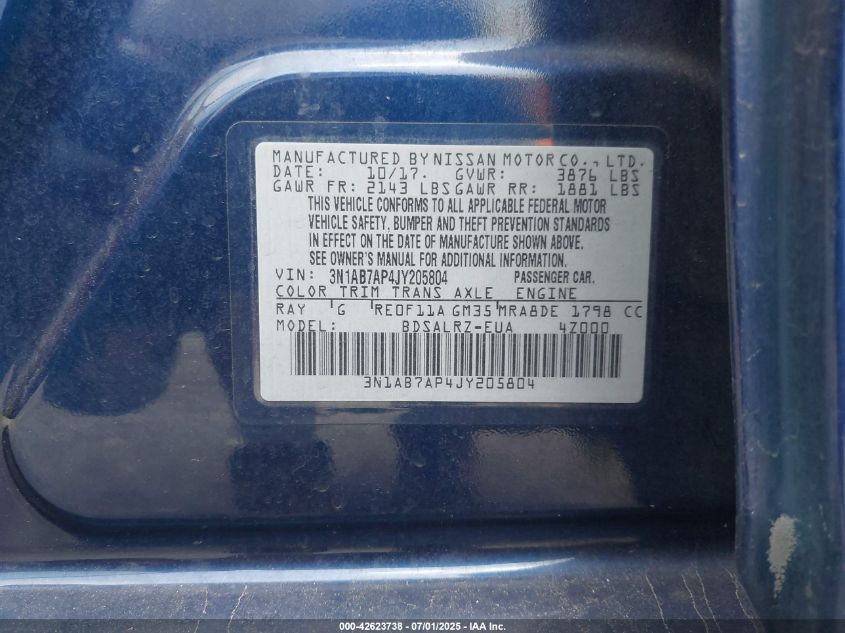 MANUFACTURED BY NISSAN MOTOR CO., LTD.
DATE: 10/17. GVWR: 3876 LBS
GAWR FR: 2143 LBS GAWR RR: 1881 LBS
THIS VEHICLE CONFORMS TO ALL APPLICABLE FEDERAL MOTOR
VEHICLE SAFETY, BUMPER AND THEFT PREVENTION STANDARDS
IN EFFECT ON THE DATE OF MANUFACTURE SHOWN ABOVE.
SEE OWNER'S MANUAL FOR ADDITIONAL INFORMATION
VIN: 3N1AB7AP4JY205804 PASSENGER CAR.
COLOR TRIM TRANS AXLE ENGINE
RAY G RE0F11A GM35 MRA8DE 1798 CC
MODEL: BDSALRZ-EUA 4Z000
3N1AB7AP4JY205804
000-42623738 - 07/01/2025 - IAA Inc.